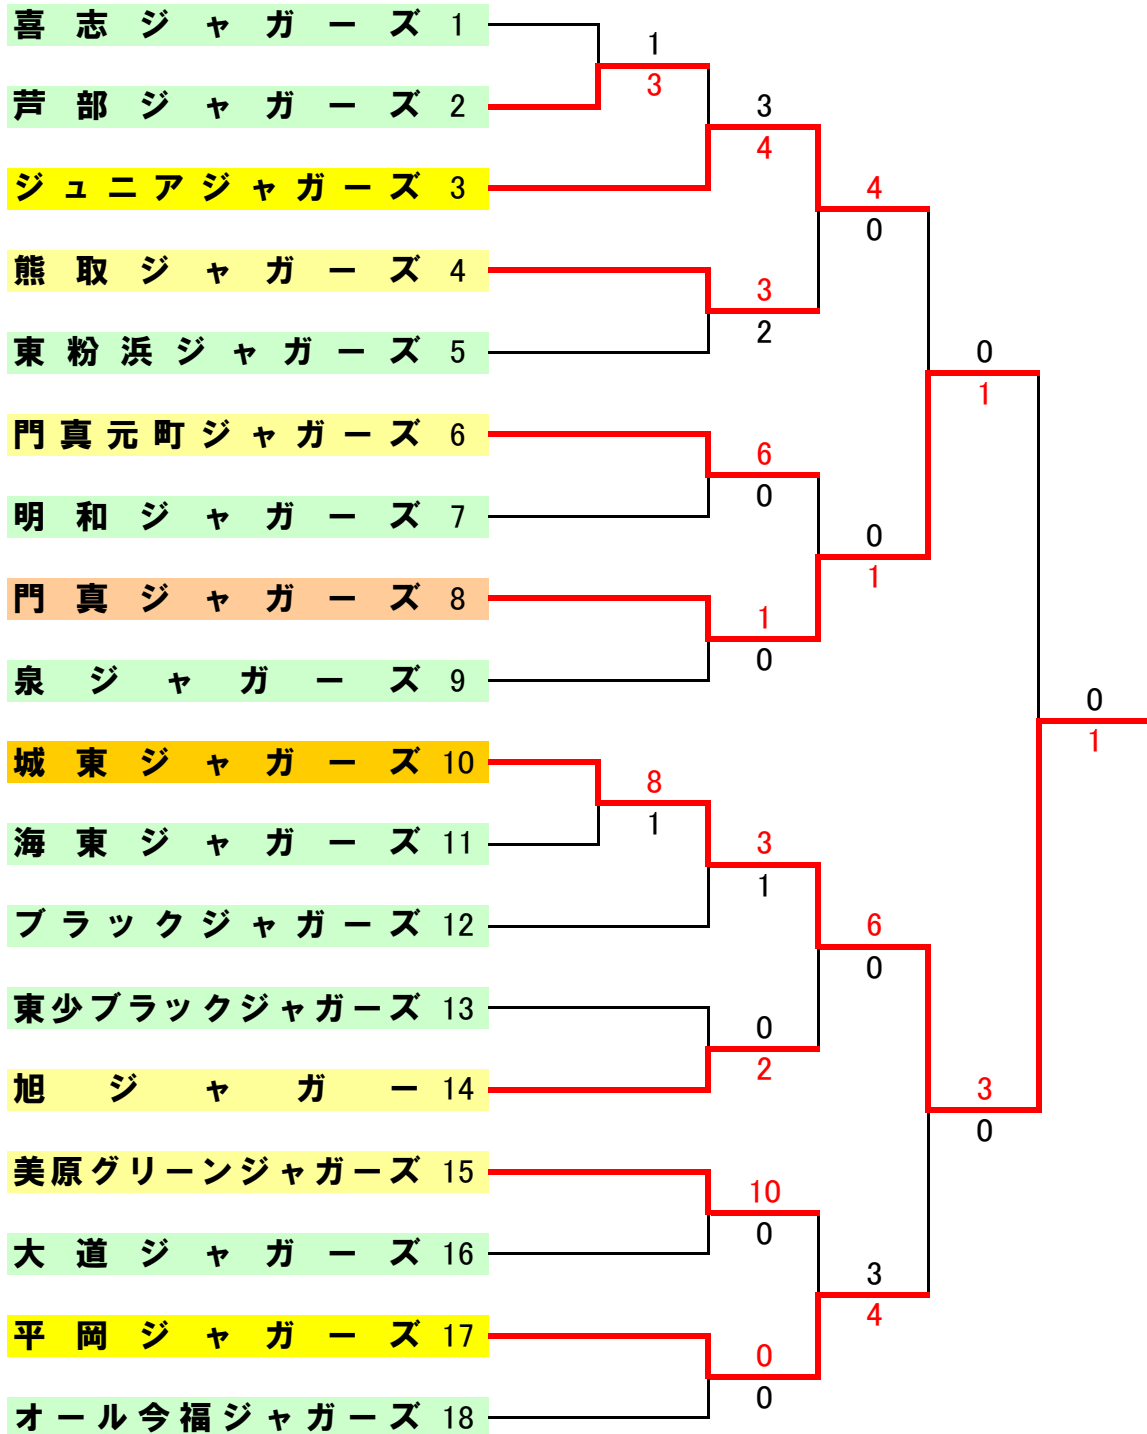 喜志ジャガーズ 1
1
3
芦部ジャガーズ 2
3
4
ジュニアジャガーズ 3
4
0
熊取ジャガーズ 4
3
2
東粉浜ジャガーズ 5
0
1
門真元町ジャガーズ 6
6
0
明和ジャガーズ 7
0
1
門真ジャガーズ 8
1
0
泉ジャガーズ 9
0
1
城東ジャガーズ 10
8
1
海東ジャガーズ 11
3
1
ブラックジャガーズ 12
6
0
東少ブラックジャガーズ 13
0
2
旭ジャガー 14
3
0
美原グリーンジャガーズ 15
10
0
大道ジャガーズ 16
3
4
平岡ジャガーズ 17
0
0
オール今福ジャガーズ 18